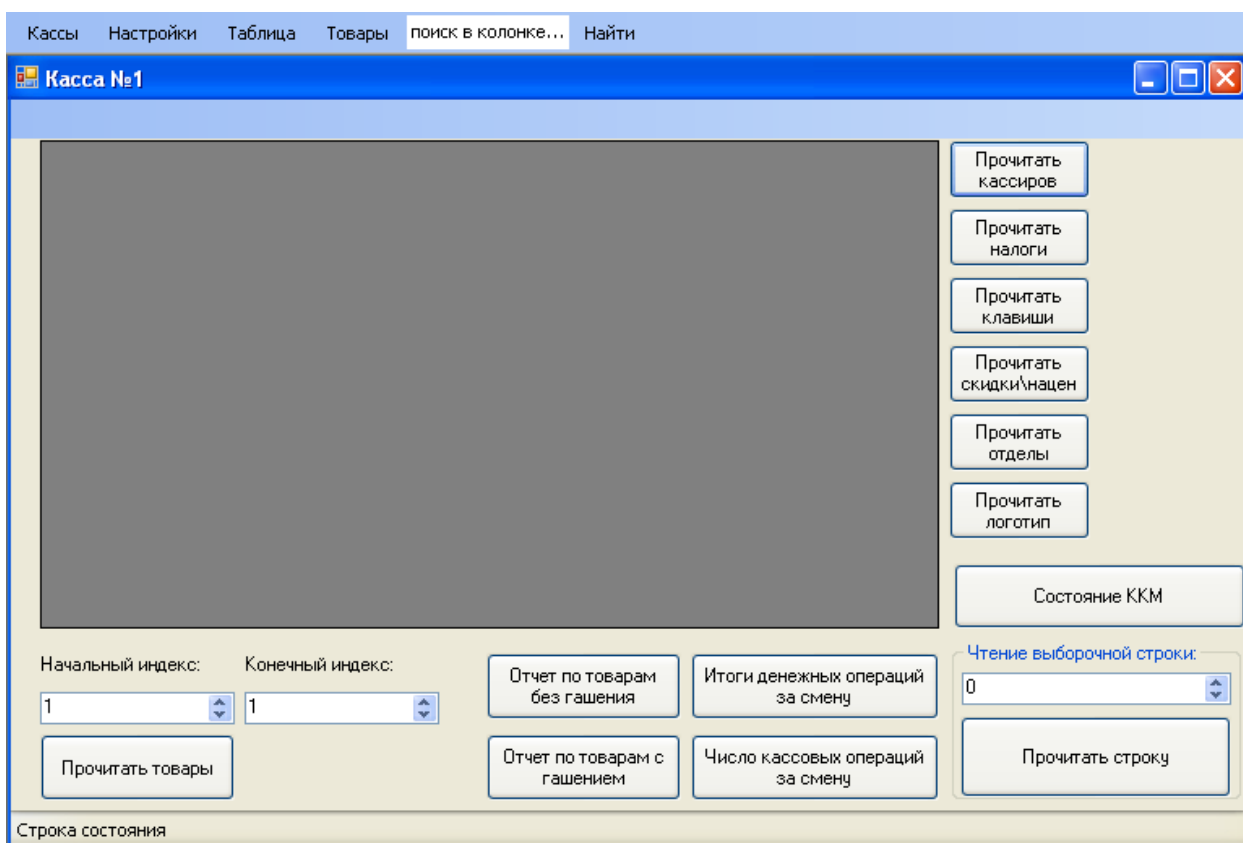 Кассы Настройки Таблица Товары поиск в колонке... Найти
Касса №1
Прочитать
кассиров
Прочитать
налоги
Прочитать
клавиши
Прочитать
скидки\нацен
Прочитать
отделы
Прочитать
логотип
Состояние ККМ
Начальный индекс:
1
Конечный индекс:
1
Прочитать товары
Отчет по товарам
без гашения
Итоги денежных операций
за смену
Отчет по товарам с
гашением
Число кассовых операций
за смену
Чтение выборочной строки:
0
Прочитать строку
Строка состояния